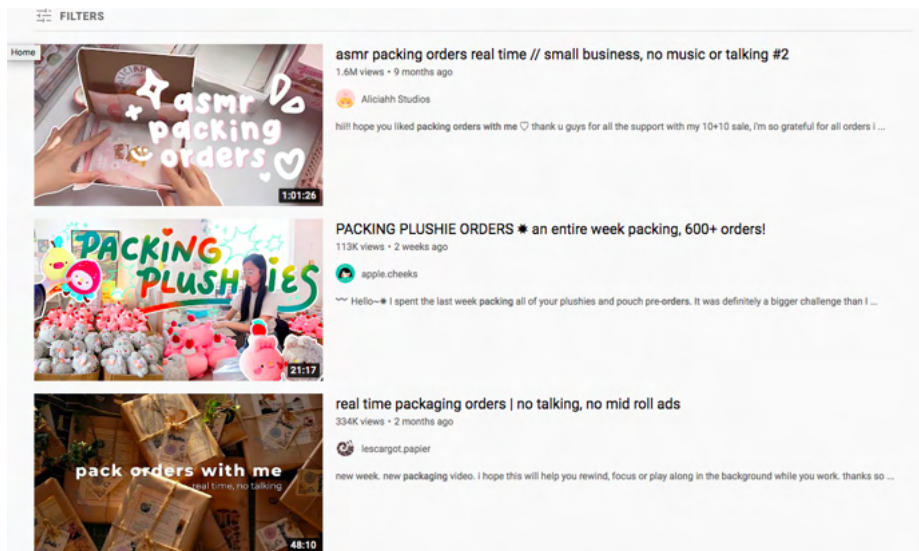 FILTERS
Home
asmr
packing
orders
1:01:26
asmr packing orders real time // small business, no music or talking #2
1.6M views • 9 months ago
Aliciahh Studios
hii!! hope you liked packing orders with me ♡ thank u guys for all the support with my 10+10 sale, i'm so grateful for all orders i ...
PACKING
PLUSHIES
21:17
PACKING PLUSHIE ORDERS ✷ an entire week packing, 600+ orders!
113K views • 2 weeks ago
apple.cheeks
〰 Hello~✷ I spent the last week packing all of your plushies and pouch pre-orders. It was definitely a bigger challenge than I ...
pack orders with me
real time, no talking
48:10
real time packaging orders | no talking, no mid roll ads
334K views • 2 months ago
lescargot.papier
new week. new packaging video. i hope this will help you rewind, focus or play along in the background while you work. thanks so ...